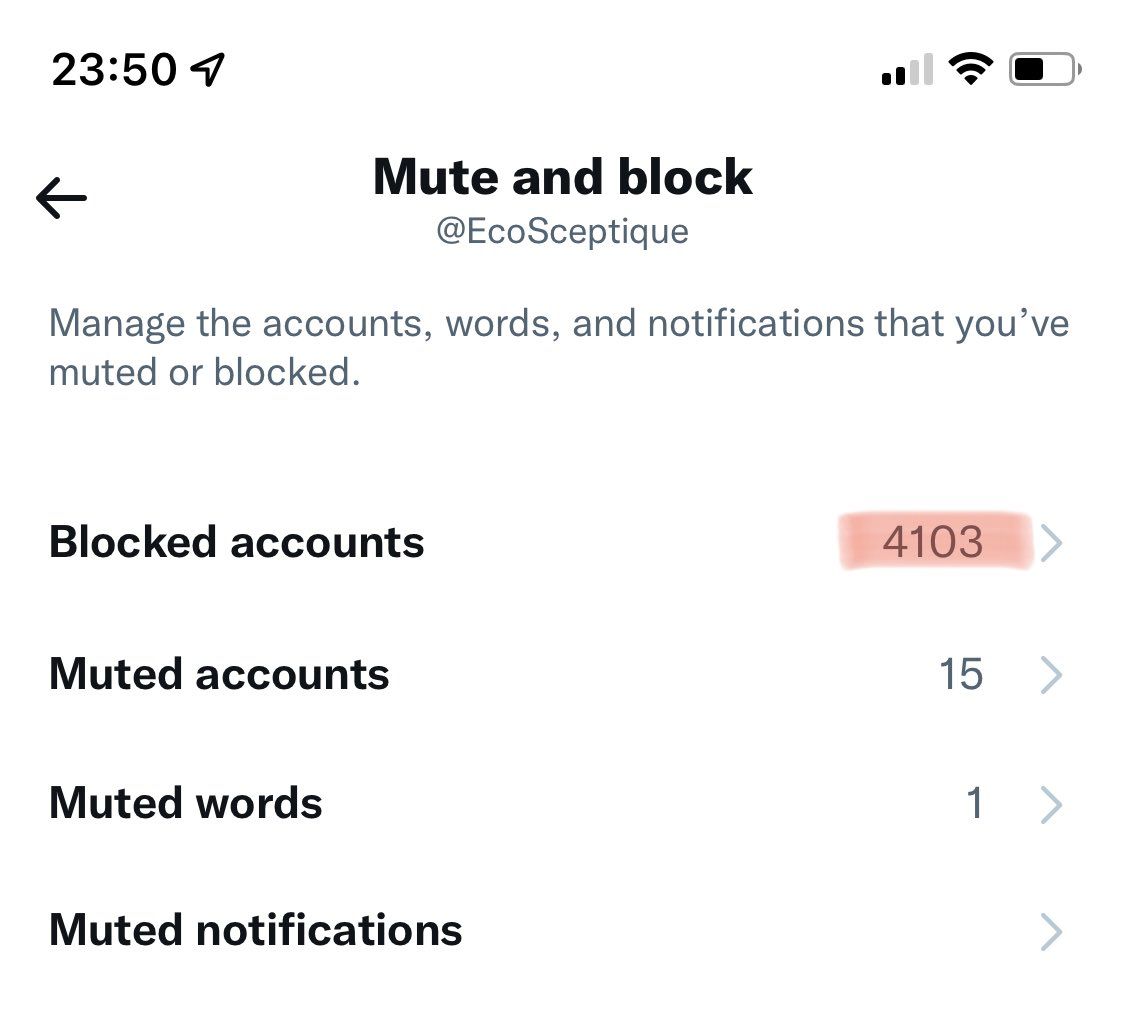 23:50
Mute and block
@EcoSceptique
Manage the accounts, words, and notifications that you’ve
muted or blocked.
Blocked accounts 4103
Muted accounts 15
Muted words 1
Muted notifications